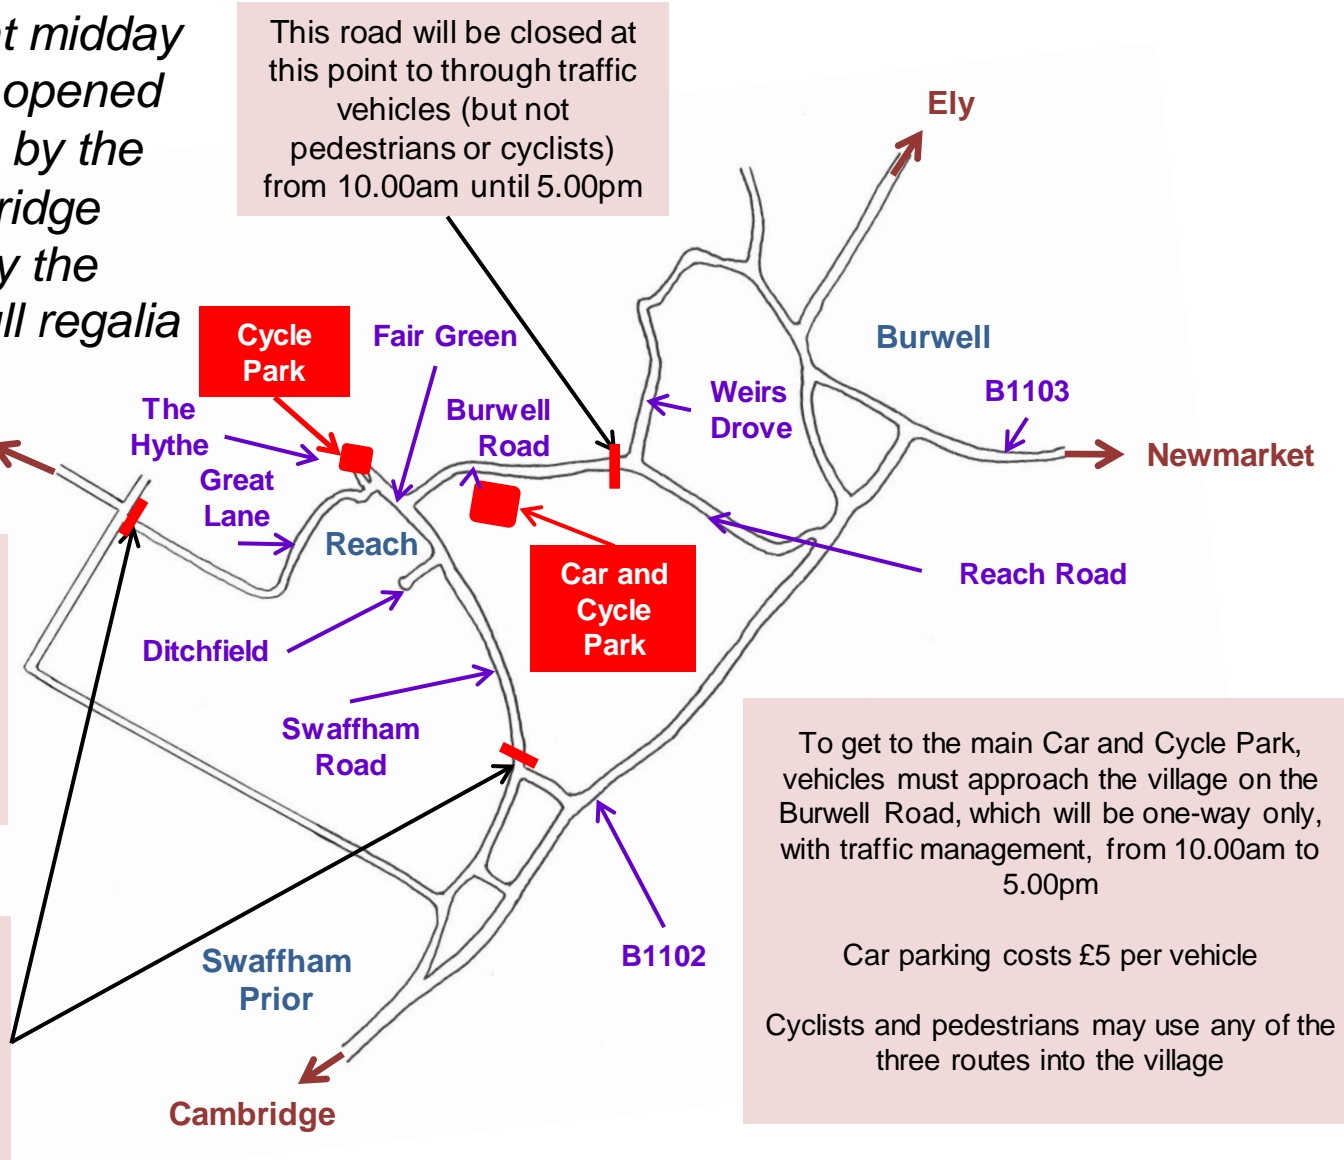 at midday
opened
by the
ridge
y the
ull regalia
This road will be closed at
this point to through traffic
vehicles (but not
pedestrians or cyclists)
from 10.00am until 5.00pm
Ely
Cycle
Park
Fair Green
Burwell
B1103
The
Hythe
Burwell
Road
Weirs
Drove
Newmarket
Great
Lane
Reach
Car and
Cycle
Park
Reach Road
Ditchfield
Swaffham
Road
To get to the main Car and Cycle Park,
vehicles must approach the village on the
Burwell Road, which will be one-way only,
with traffic management, from 10.00am to
5.00pm
Car parking costs £5 per vehicle
Cyclists and pedestrians may use any of the
three routes into the village
B1102
Swaffham
Prior
Cambridge